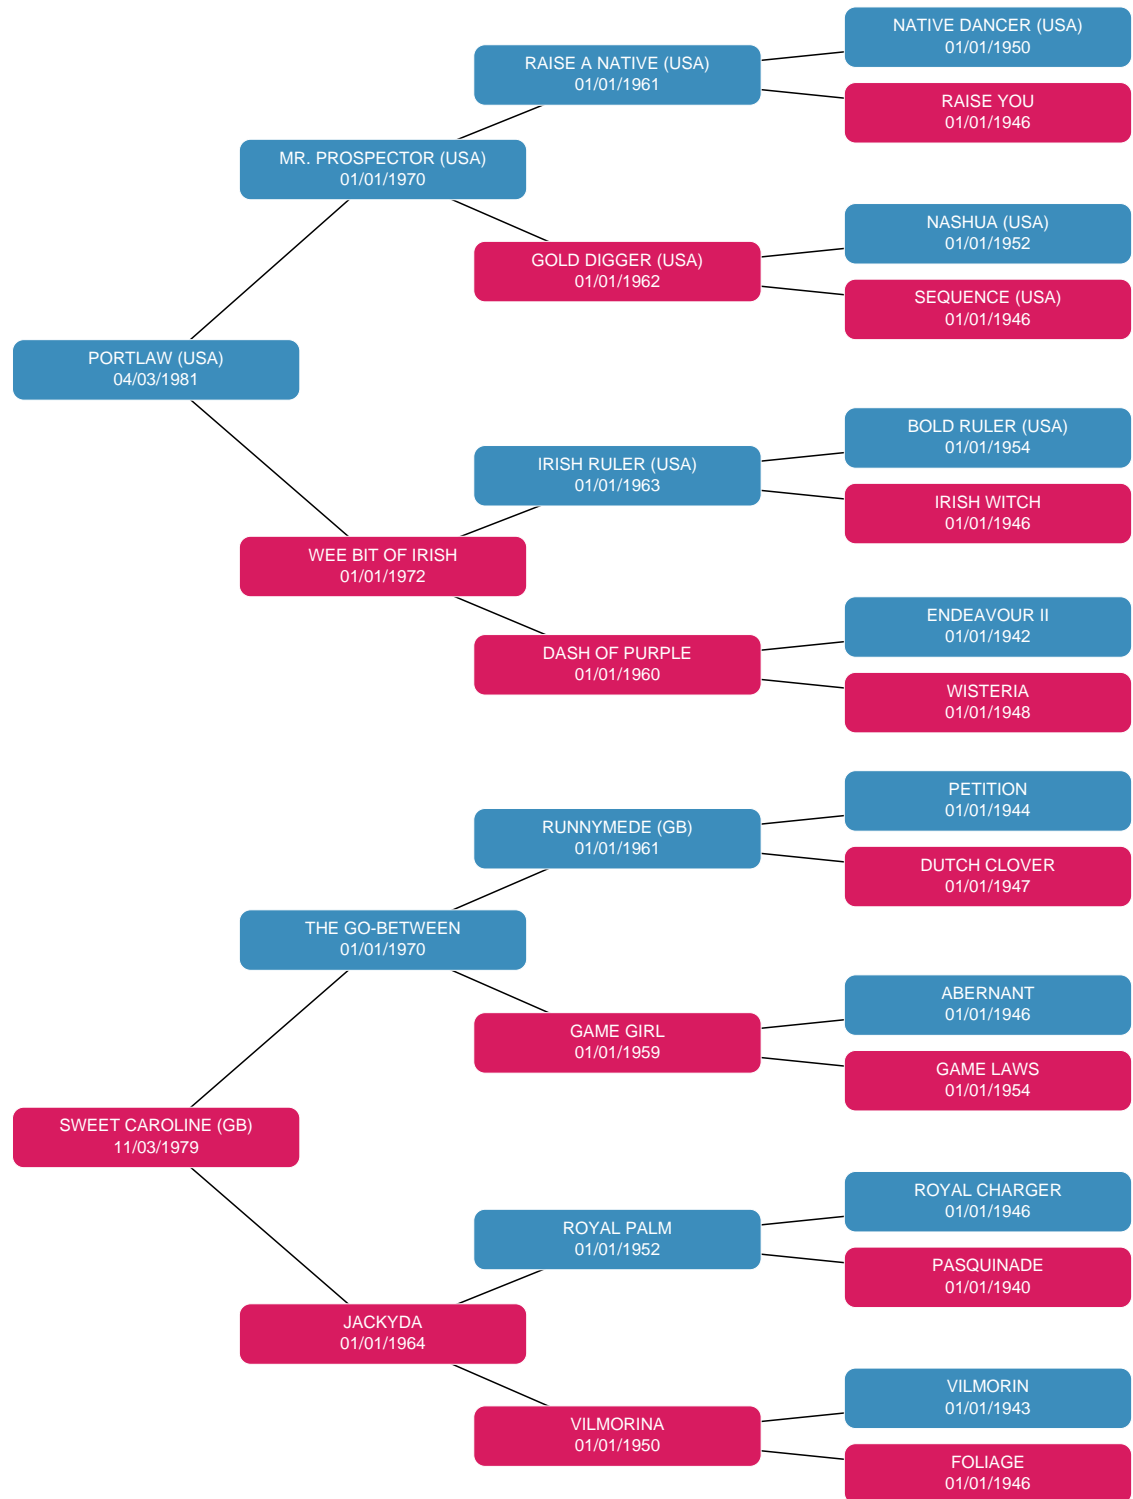 NATIVE DANCER (USA)
01/01/1950
RAISE A NATIVE (USA)
01/01/1961
RAISE YOU
01/01/1946
MR. PROSPECTOR (USA)
01/01/1970
NASHUA (USA)
01/01/1952
GOLD DIGGER (USA)
01/01/1962
SEQUENCE (USA)
01/01/1946
PORTLAW (USA)
04/03/1981
BOLD RULER (USA)
01/01/1954
IRISH RULER (USA)
01/01/1963
IRISH WITCH
01/01/1946
WEE BIT OF IRISH
01/01/1972
ENDEAVOUR II
01/01/1942
DASH OF PURPLE
01/01/1960
WISTERIA
01/01/1948
PETITION
01/01/1944
RUNNYMEDE (GB)
01/01/1961
DUTCH CLOVER
01/01/1947
THE GO-BETWEEN
01/01/1970
ABERNANT
01/01/1946
GAME GIRL
01/01/1959
GAME LAWS
01/01/1954
SWEET CAROLINE (GB)
11/03/1979
ROYAL CHARGER
01/01/1946
ROYAL PALM
01/01/1952
PASQUINADE
01/01/1940
JACKYDA
01/01/1964
VILMORIN
01/01/1943
VILMORINA
01/01/1950
FOLIAGE
01/01/1946